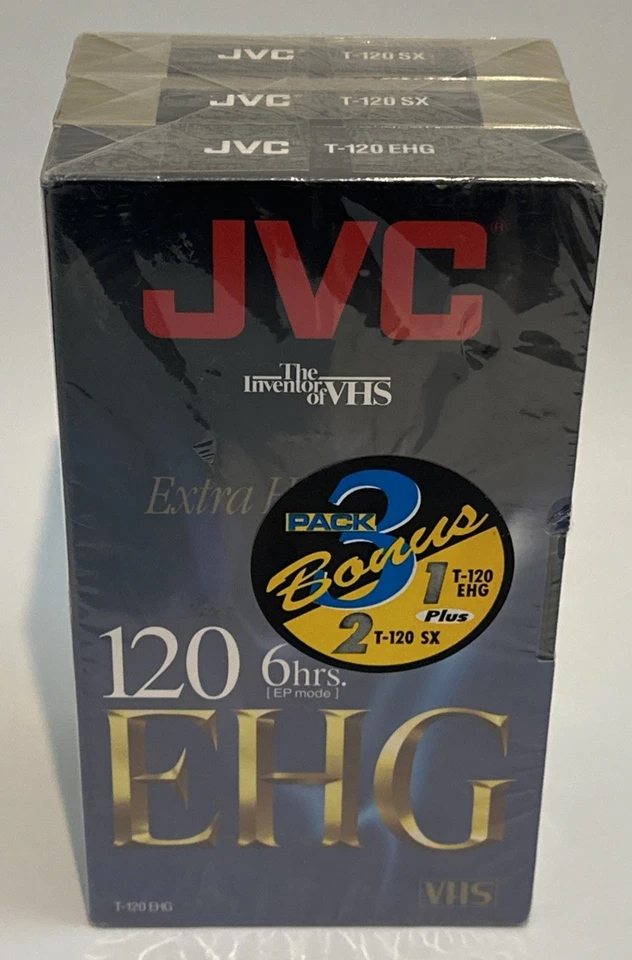 JVC T-120 SX
JVC T-120 SX
JVC T-120 EHG
JVC®
The
Inventor
of VHS
Extra H
3
PACK
Bonus
1 T-120
EHG
Plus
2 T-120 SX
120 6hrs.
[EP mode]
EHG
VHS
T-120 EHG